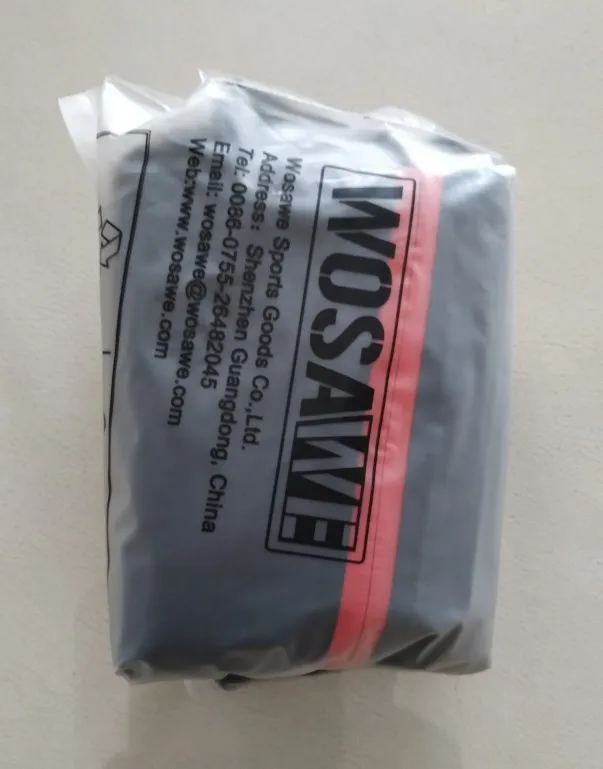 WOSAWE
Wosawe Sports Goods Co.,Ltd.
Address: Shenzhen Guangdong, China
Tel: 0086-0755-26482045
Email: wosawe@wosawe.com
Web:www.wosawe.com